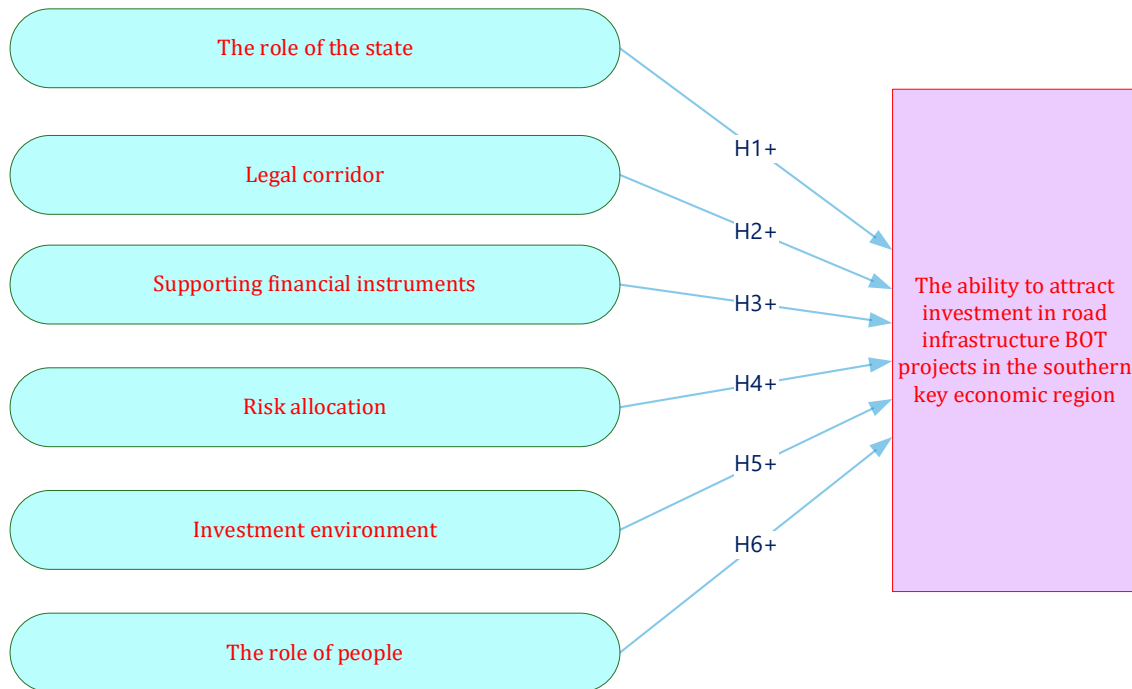 The role of the state
H1+
Legal corridor
H2+
Supporting financial instruments
H3+
Risk allocation
H4+
Investment environment
H5+
The role of people
H6+
The ability to attract
investment in road
infrastructure BOT
projects in the southern
key economic region